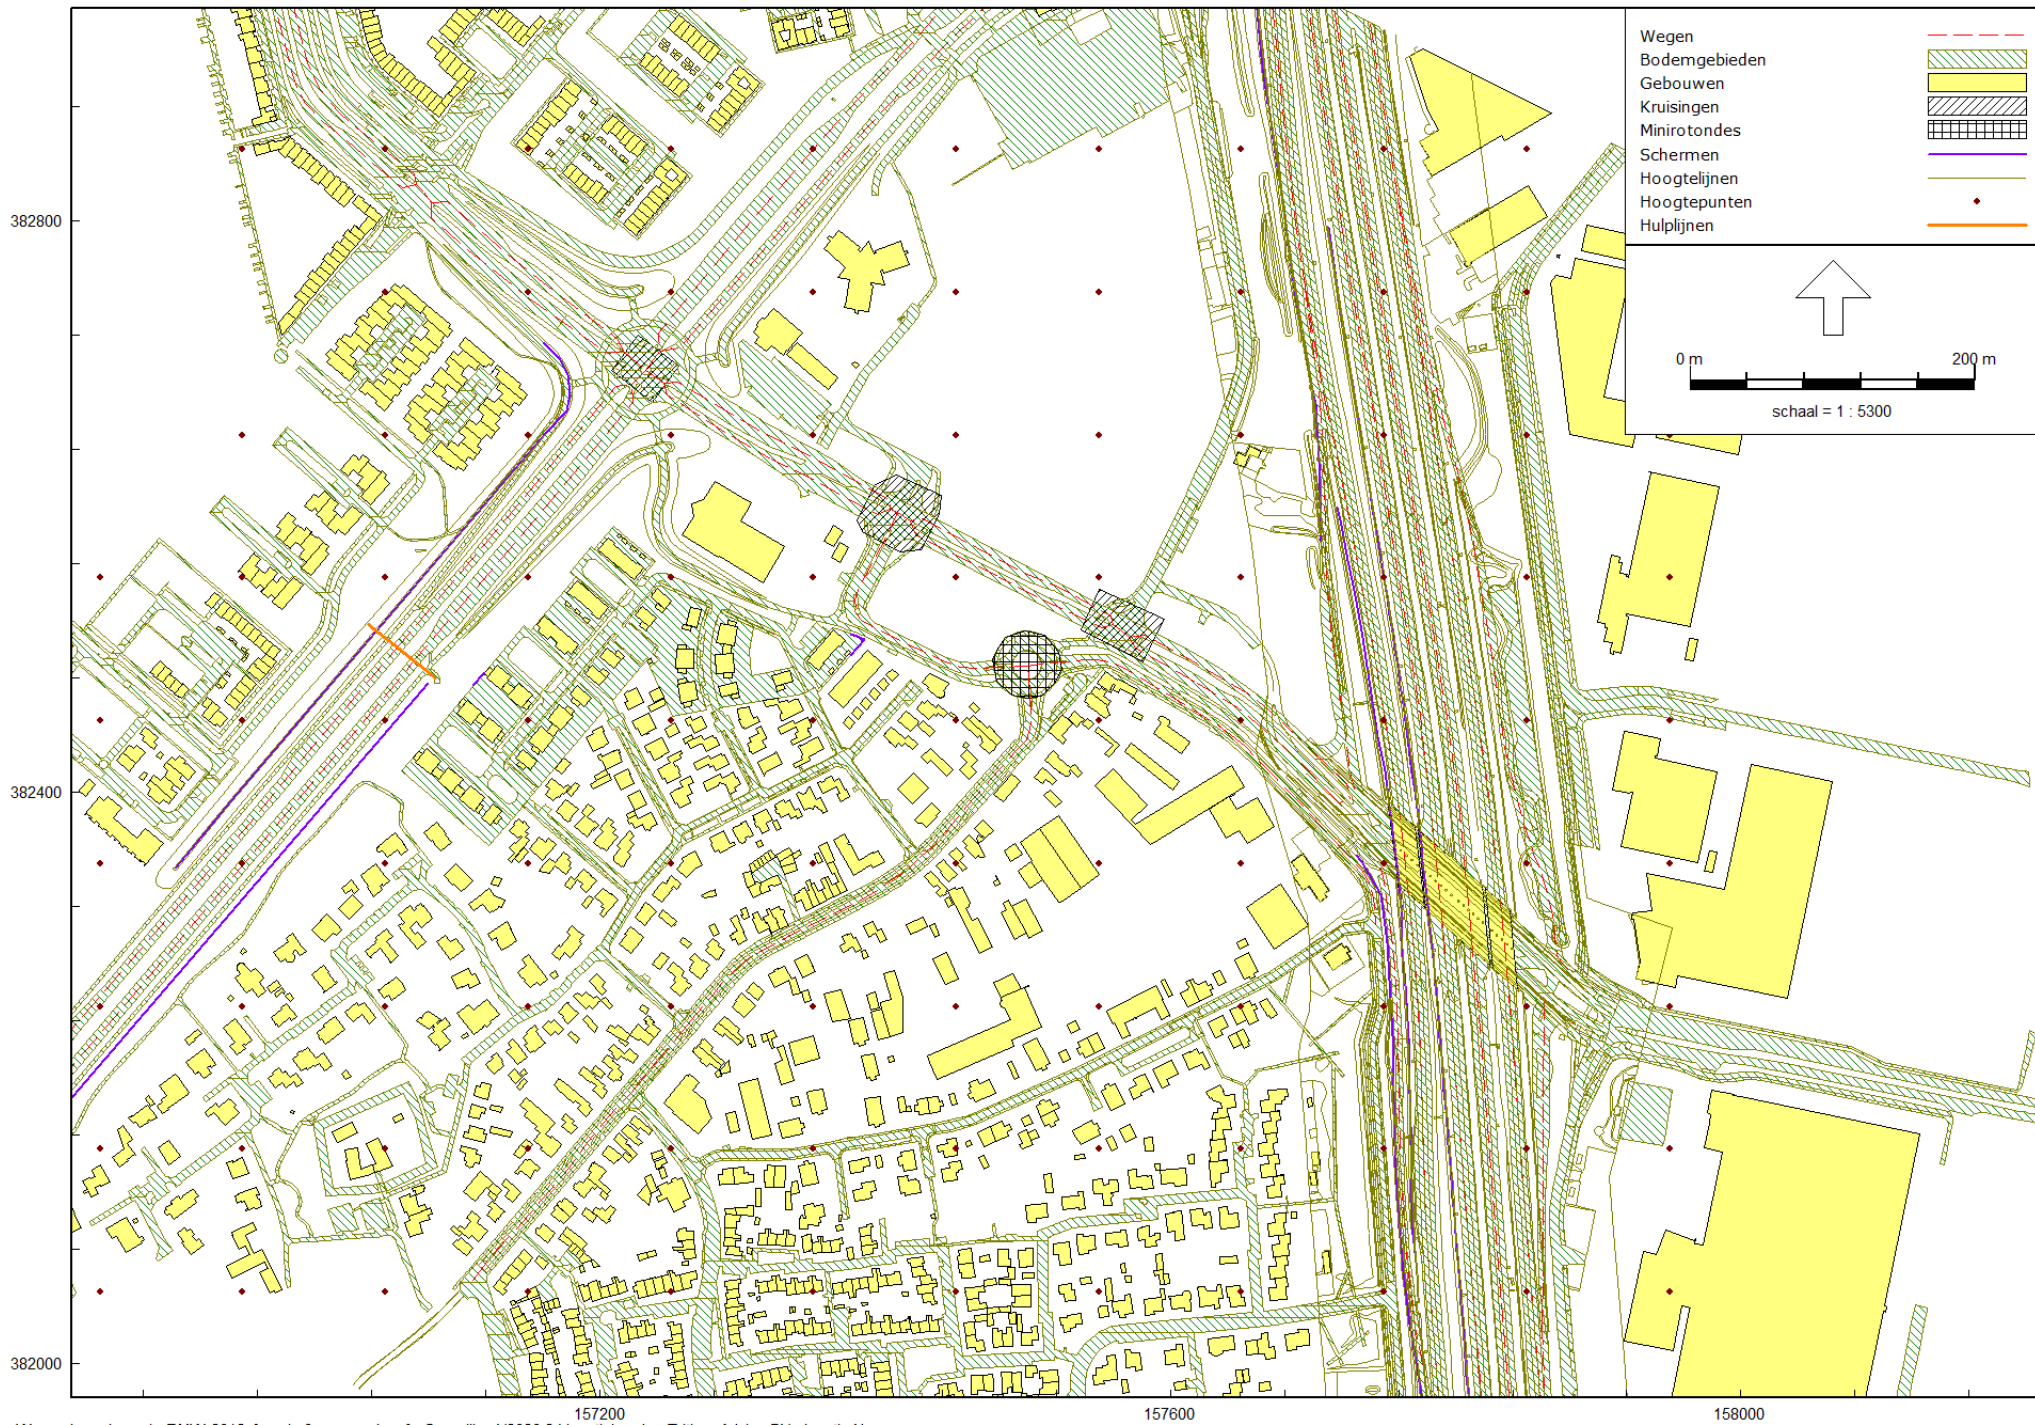 Wegen
Bodemgebieden
Gebouwen
Kruisingen
Minirotondes
Schermen
Hoogtelijnen
Hoogtepunten
Hulplijnen
0 m 200 m
schaal = 1 : 5300
382800
382400
382000
157200 157600 158000